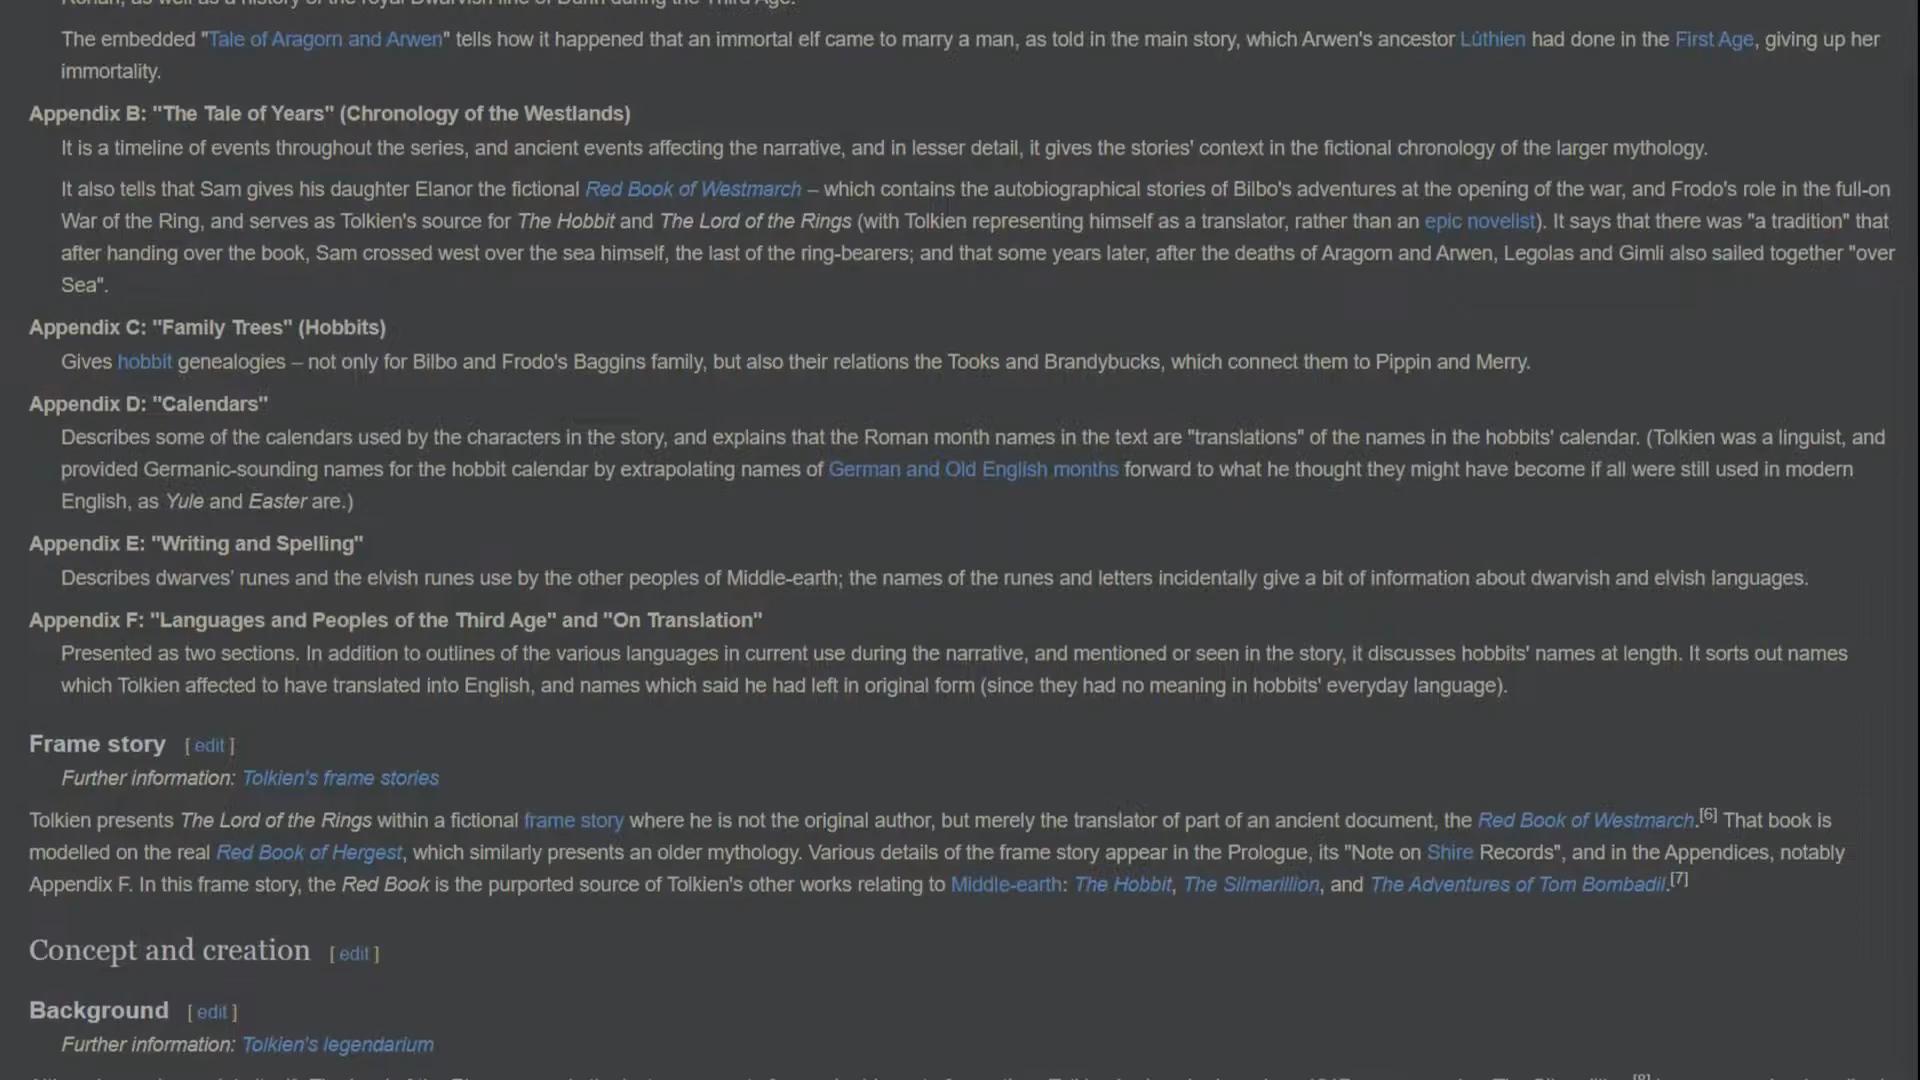 Rohan, as well as a history of the royal Dwarvish line of Durin during the Third Age.
The embedded "Tale of Aragorn and Arwen" tells how it happened that an immortal elf came to marry a man, as told in the main story, which Arwen's ancestor Lúthien had done in the First Age, giving up her
immortality.
Appendix B: "The Tale of Years" (Chronology of the Westlands)
It is a timeline of events throughout the series, and ancient events affecting the narrative, and in lesser detail, it gives the stories' context in the fictional chronology of the larger mythology.
It also tells that Sam gives his daughter Elanor the fictional Red Book of Westmarch – which contains the autobiographical stories of Bilbo's adventures at the opening of the war, and Frodo's role in the full-on
War of the Ring, and serves as Tolkien's source for The Hobbit and The Lord of the Rings (with Tolkien representing himself as a translator, rather than an epic novelist). It says that there was "a tradition" that
after handing over the book, Sam crossed west over the sea himself, the last of the ring-bearers; and that some years later, after the deaths of Aragorn and Arwen, Legolas and Gimli also sailed together "over
Sea".
Appendix C: "Family Trees" (Hobbits)
Gives hobbit genealogies – not only for Bilbo and Frodo's Baggins family, but also their relations the Tooks and Brandybucks, which connect them to Pippin and Merry.
Appendix D: "Calendars"
Describes some of the calendars used by the characters in the story, and explains that the Roman month names in the text are "translations" of the names in the hobbits' calendar. (Tolkien was a linguist, and
provided Germanic-sounding names for the hobbit calendar by extrapolating names of German and Old English months forward to what he thought they might have become if all were still used in modern
English, as Yule and Easter are.)
Appendix E: "Writing and Spelling"
Describes dwarves' runes and the elvish runes use by the other peoples of Middle-earth; the names of the runes and letters incidentally give a bit of information about dwarvish and elvish languages.
Appendix F: "Languages and Peoples of the Third Age" and "On Translation"
Presented as two sections. In addition to outlines of the various languages in current use during the narrative, and mentioned or seen in the story, it discusses hobbits' names at length. It sorts out names
which Tolkien affected to have translated into English, and names which said he had left in original form (since they had no meaning in hobbits' everyday language).
Frame story [ edit ]
Further information: Tolkien's frame stories
Tolkien presents The Lord of the Rings within a fictional frame story where he is not the original author, but merely the translator of part of an ancient document, the Red Book of Westmarch.[6] That book is
modelled on the real Red Book of Hergest, which similarly presents an older mythology. Various details of the frame story appear in the Prologue, its "Note on Shire Records", and in the Appendices, notably
Appendix F. In this frame story, the Red Book is the purported source of Tolkien's other works relating to Middle-earth: The Hobbit, The Silmarillion, and The Adventures of Tom Bombadil.[7]
Concept and creation [ edit ]
Background [ edit ]
Further information: Tolkien's legendarium